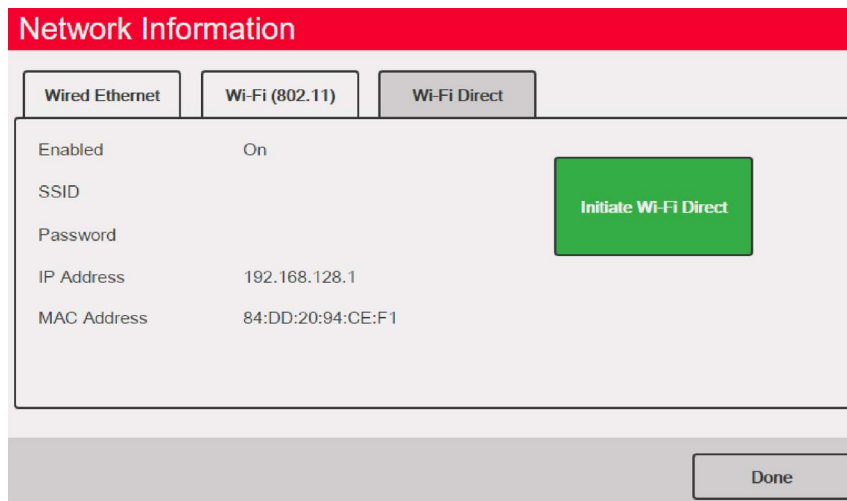 Network Information
Wired Ethernet Wi-Fi (802.11) Wi-Fi Direct
Enabled On
SSID
Initiate Wi-Fi Direct
Password
IP Address 192.168.128.1
MAC Address 84:DD:20:94:CE:F1
Done